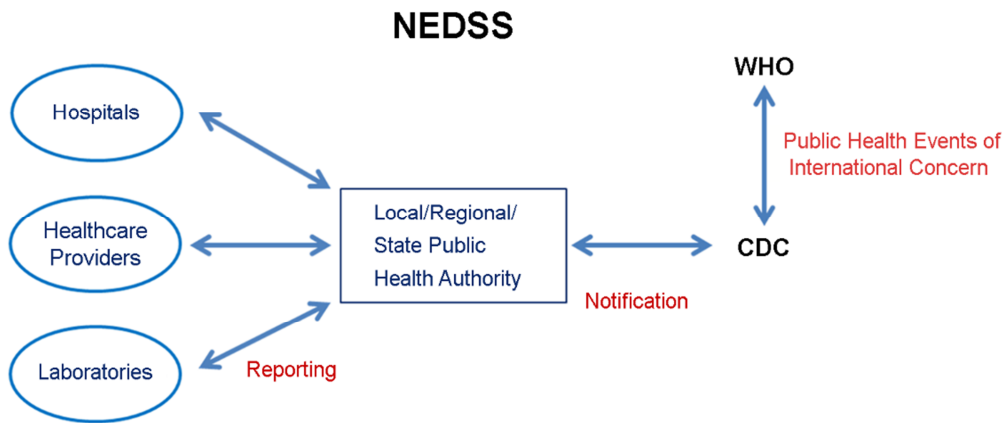 NEDSS
WHO
Hospitals
Public Health Events of
International Concern
Healthcare
Providers
Local/Regional/
State Public
Health Authority
CDC
Notification
Laboratories
Reporting